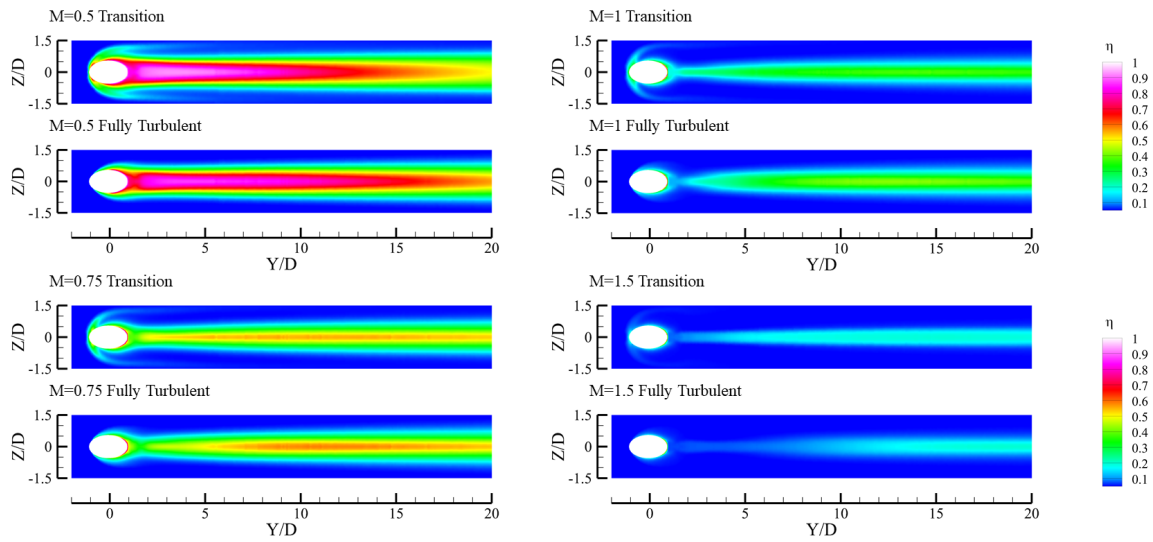 M=0.5 Transition
1.5
0
-1.5
Z/D
M=0.5 Fully Turbulent
1.5
0
-1.5
Z/D
0 5 10 15 20
Y/D
M=0.75 Transition
1.5
0
-1.5
Z/D
M=0.75 Fully Turbulent
1.5
0
-1.5
Z/D
0 5 10 15 20
Y/D
M=1 Transition
1.5
0
-1.5
Z/D
M=1 Fully Turbulent
1.5
0
-1.5
Z/D
0 5 10 15 20
Y/D
M=1.5 Transition
1.5
0
-1.5
Z/D
M=1.5 Fully Turbulent
1.5
0
-1.5
Z/D
0 5 10 15 20
Y/D
η
1
0.9
0.8
0.7
0.6
0.5
0.4
0.3
0.2
0.1
η
1
0.9
0.8
0.7
0.6
0.5
0.4
0.3
0.2
0.1